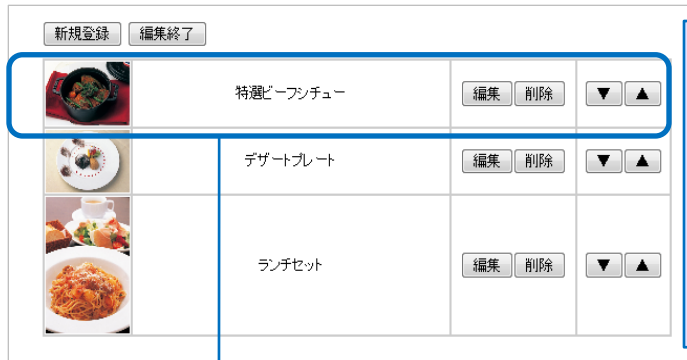 新規登録 編集終了
特選ビーフシチュー 編集 削除 ▼ ▲
デザートプレート 編集 削除 ▼ ▲
ランチセット 編集 削除 ▼ ▲